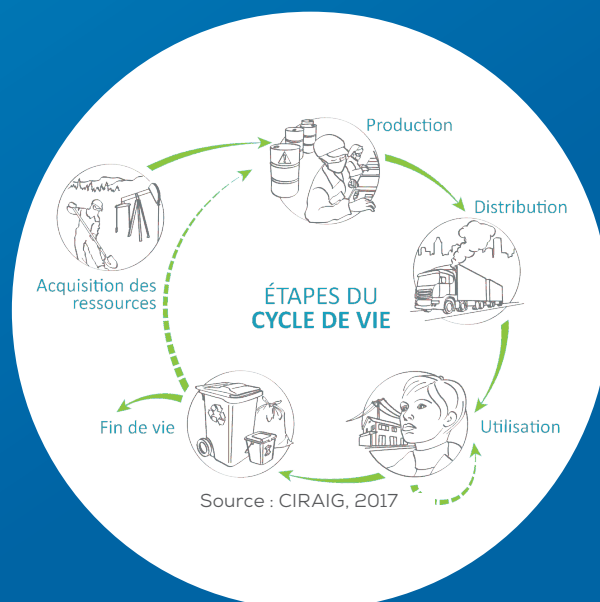 Production
Distribution
Acquisition des
ressources
ÉTAPES DU
CYCLE DE VIE
Fin de vie
Utilisation
Source : CIRAIG, 2017